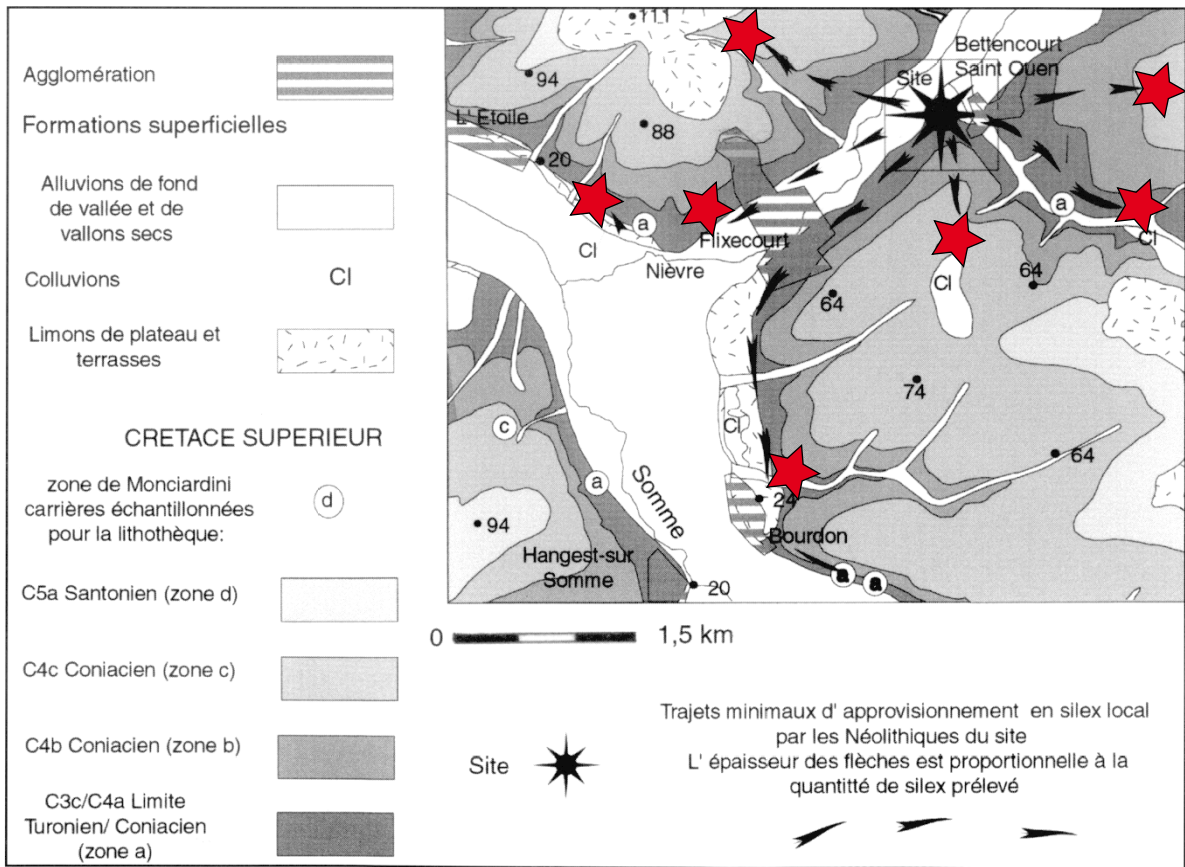 Agglomération
Formations superficielles
Alluvions de fond
de vallée et de
vallons secs
Colluvions Cl
Limons de plateau et
terrasses
CRETACE SUPERIEUR
zone de Monciardini
carrières échantillonnées
pour la lithothèque:
d
C5a Santonien (zone d)
C4c Coniacien (zone c)
C4b Coniacien (zone b)
C3c/C4a Limite
Turonien/ Coniacien
(zone a)
111
94
88
L' Etoile
20
Bettencourt
Saint Ouen
Site
a
Cl
a
Flixecourt
Cl
Nièvre
64
Cl
64
74
c
Cl
64
a
Somme
24
94
Bourdon
Hangest-sur
Somme
20
a
a
0 1,5 km
Site
Trajets minimaux d' approvisionnement en silex local
par les Néolithiques du site
L' épaisseur des flèches est proportionnelle à la
quantitté de silex prélevé